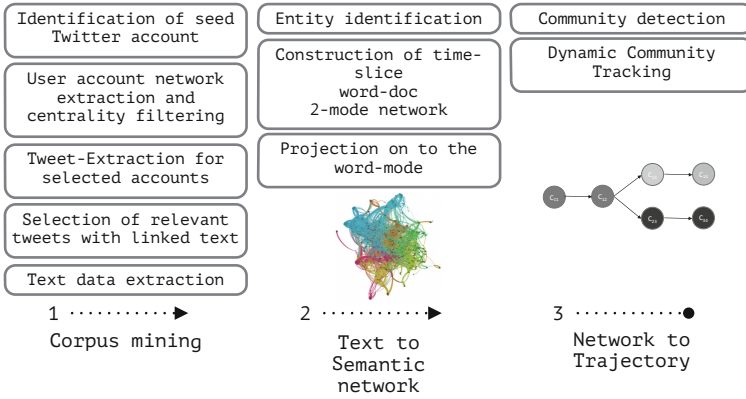 Identification of seed
Twitter account
User account network
extraction and
centrality filtering
Tweet-Extraction for
selected accounts
Selection of relevant
tweets with linked text
Text data extraction
1
Corpus mining
Entity identification
Construction of time-
slice
word-doc
2-mode network
Projection on to the
word-mode
2
Text to
Semantic
network
Community detection
Dynamic Community
Tracking
3
Network to
Trajectory